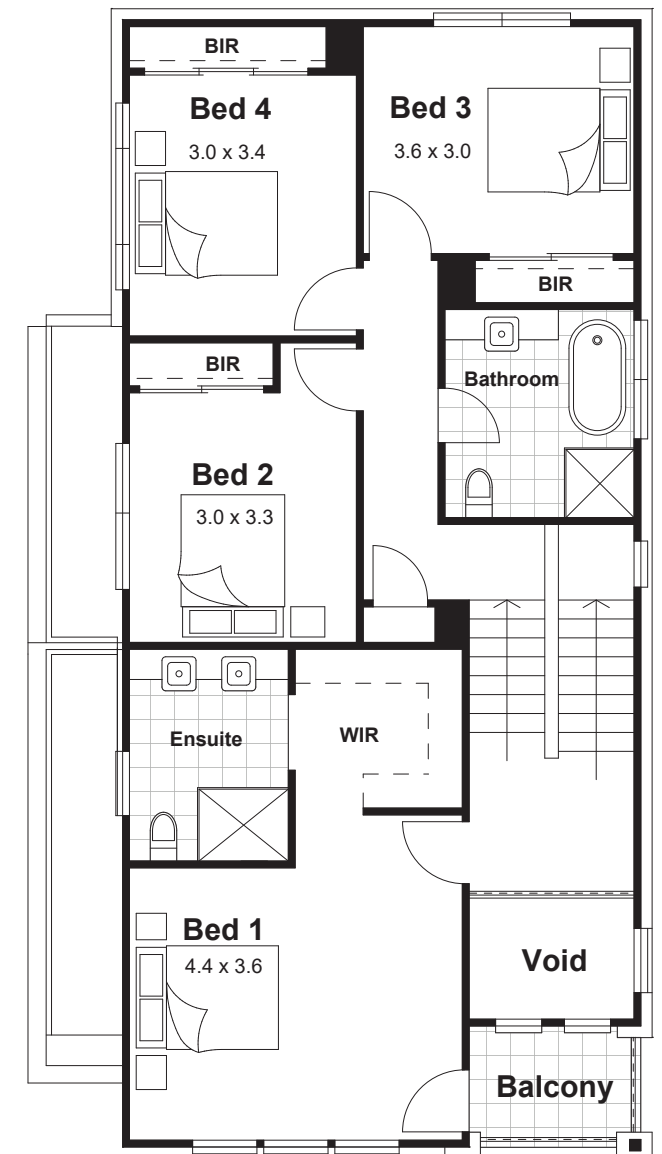 BIR
Bed 4
3.0 x 3.4
Bed 3
3.6 x 3.0
BIR
BIR
Bathroom
Bed 2
3.0 x 3.3
Ensuite
WIR
Bed 1
4.4 x 3.6
Void
Balcony